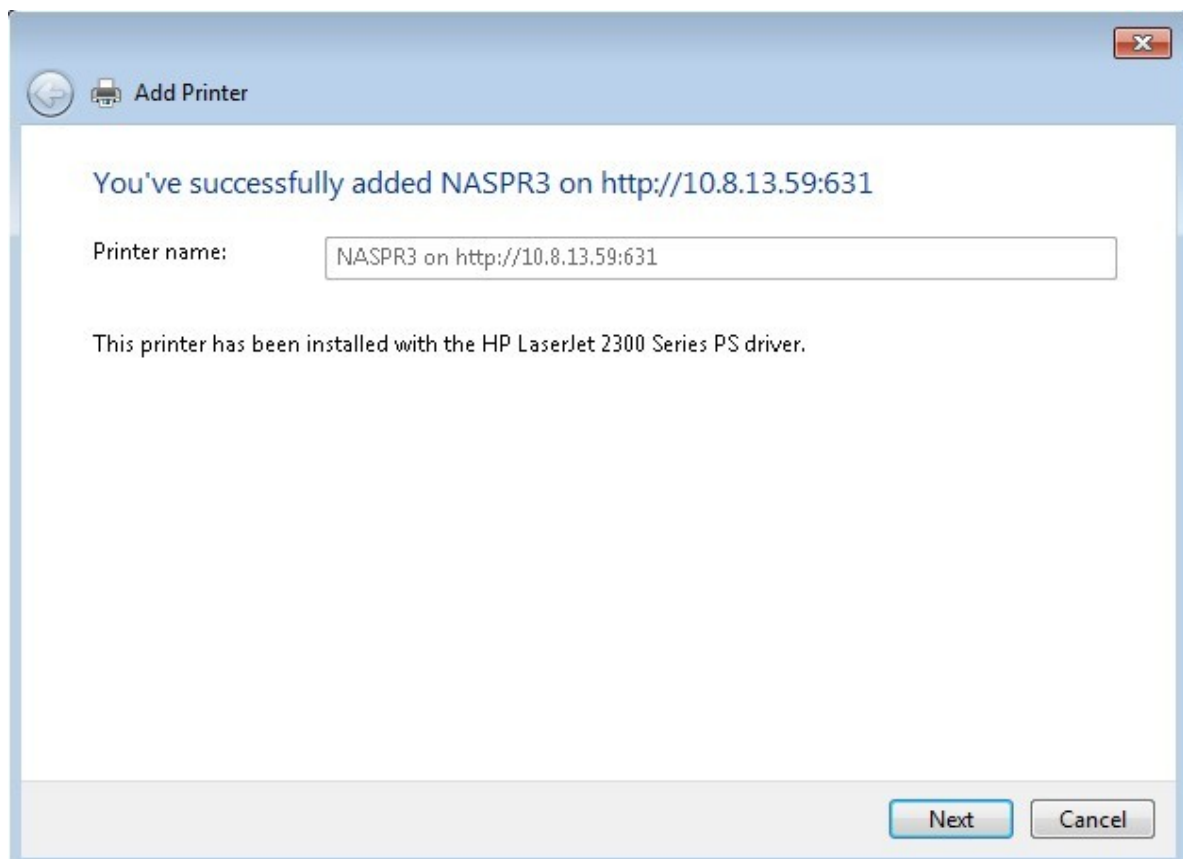 Add Printer
You've successfully added NASPR3 on http://10.8.13.59:631
Printer name: NASPR3 on http://10.8.13.59:631
This printer has been installed with the HP LaserJet 2300 Series PS driver.
Next Cancel